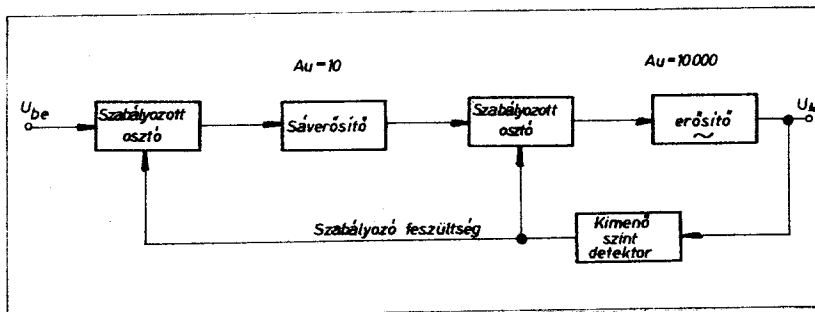 Au=10
Au=10000
Ube
Szabályozott
osztó
Sáverősítő
Szabályozott
osztó
erősítő
~
Szabályozó feszültség
Kimenő
szint
detektor